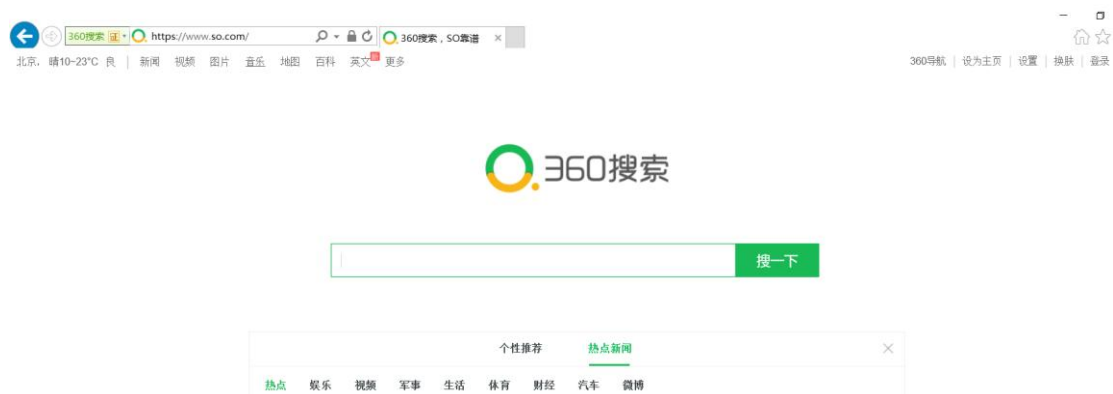 360搜索 证 https://www.so.com/ 360搜索，SO靠谱 ×
北京，晴10~23°C 良 | 新闻 视频 图片 音乐 地图 百科 英文 更多 360导航 | 设为主页 | 设置 | 换肤 | 登录
360搜索
搜一下
个性推荐 热点新闻
热点 娱乐 视频 军事 生活 体育 财经 汽车 微博